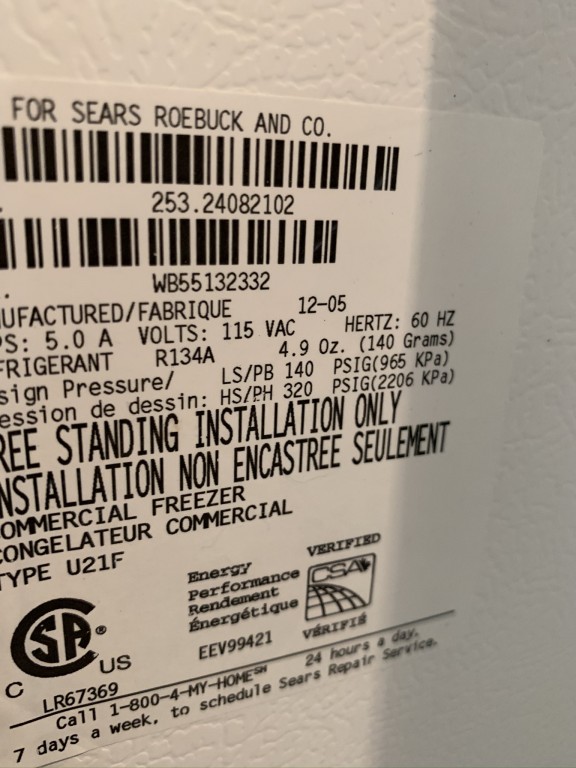 FOR SEARS ROEBUCK AND CO.
253.24082102
WB55132332
UFACTURED/FABRIQUE 12-05
PS: 5.0 A VOLTS: 115 VAC HERTZ: 60 HZ
FRIGERANT R134A 4.9 Oz. (140 Grams)
sign Pressure/ LS/PB 140 PSIG(965 KPa)
ession de dessin: HS/PH 320 PSIG(2206 KPa)
REE STANDING INSTALLATION ONLY
NSTALLATION NON ENCASTREE SEULEMENT
OMMERCIAL FREEZER
CONGELATEUR COMMERCIAL
TYPE U21F
Energy
Performance
Rendement
Énergétique
EEV99421
VERIFIED
CSA
VÉRIFIÉ
SA®
C US
LR67369
Call 1-800-4-MY-HOME℠ 24 hours a day,
7 days a week, to schedule Sears Repair Service.